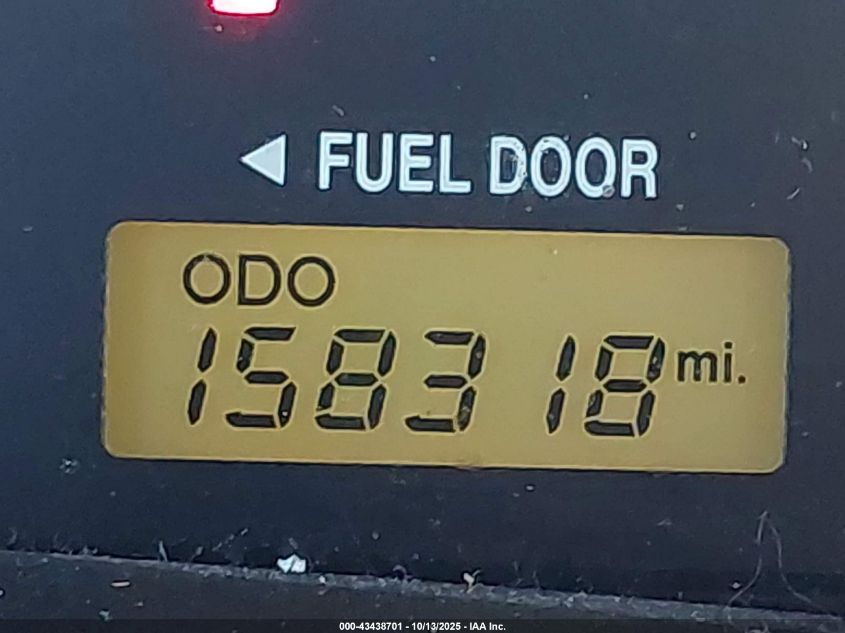 ◀ FUEL DOOR
ODO
158318 mi.
000-43438701 - 10/13/2025 - IAA Inc.